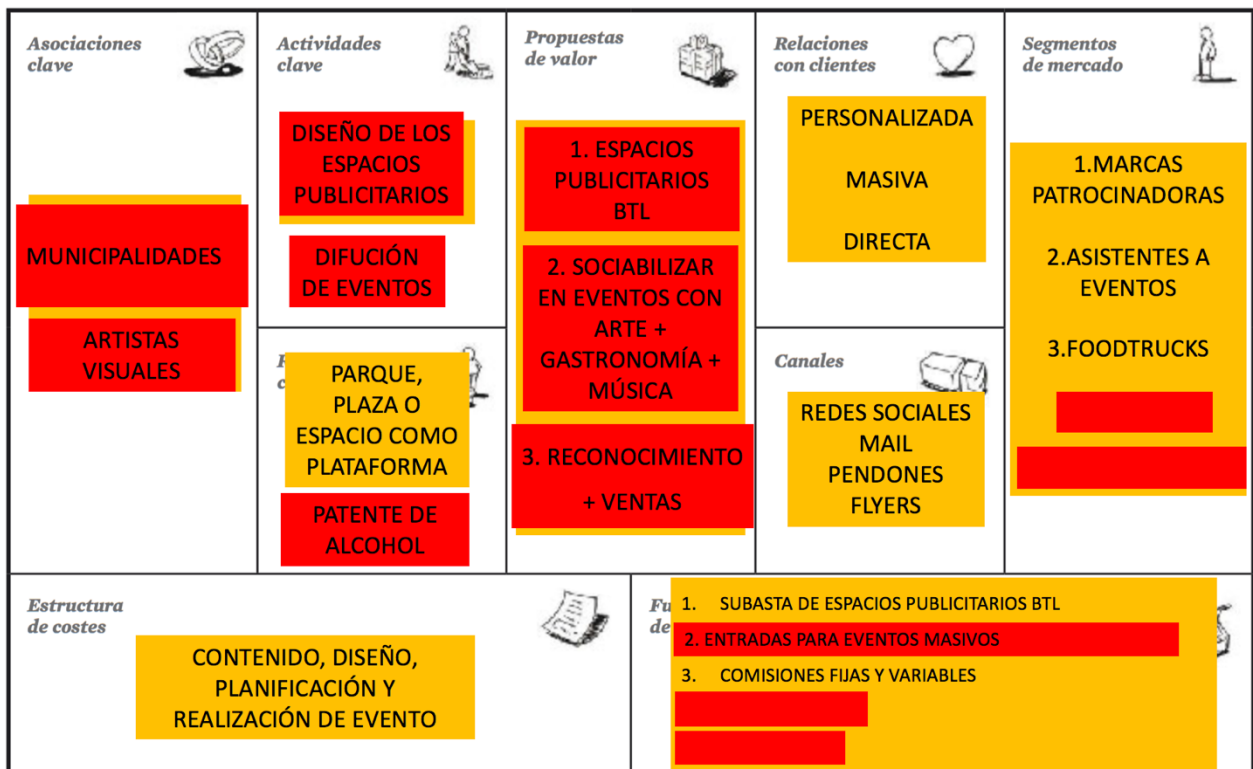 Asociaciones
clave
MUNICIPALIDADES
ARTISTAS
VISUALES
Actividades
clave
DISEÑO DE LOS
ESPACIOS
PUBLICITARIOS
DIFUCIÓN
DE EVENTOS
PARQUE,
PLAZA O
ESPACIO COMO
PLATAFORMA
PATENTE DE
ALCOHOL
Propuestas
de valor
1. ESPACIOS
PUBLICITARIOS
BTL
2. SOCIABILIZAR
EN EVENTOS CON
ARTE +
GASTRONOMÍA +
MÚSICA
3. RECONOCIMIENTO
+ VENTAS
Relaciones
con clientes
PERSONALIZADA
MASIVA
DIRECTA
Canales
REDES SOCIALES
MAIL
PENDONES
FLYERS
Segmentos
de mercado
1.MARCAS
PATROCINADORAS
2.ASISTENTES A
EVENTOS
3.FOODTRUCKS
Estructura
de costes
CONTENIDO, DISEÑO,
PLANIFICACIÓN Y
REALIZACIÓN DE EVENTO
de
1. SUBASTA DE ESPACIOS PUBLICITARIOS BTL
2. ENTRADAS PARA EVENTOS MASIVOS
3. COMISIONES FIJAS Y VARIABLES